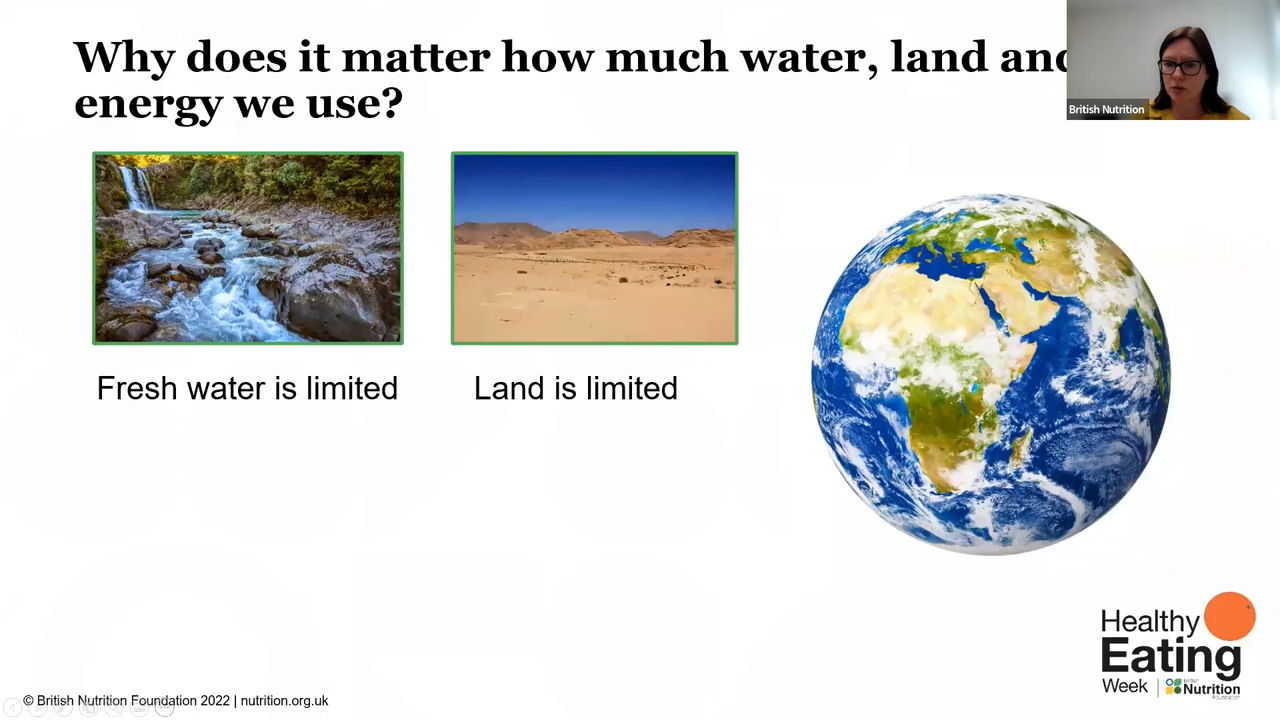 Why does it matter how much water, land and
energy we use?
British Nutrition
Fresh water is limited
Land is limited
Healthy
Eating
Week
British
Nutrition
FOUNDATION
© British Nutrition Foundation 2022 | nutrition.org.uk